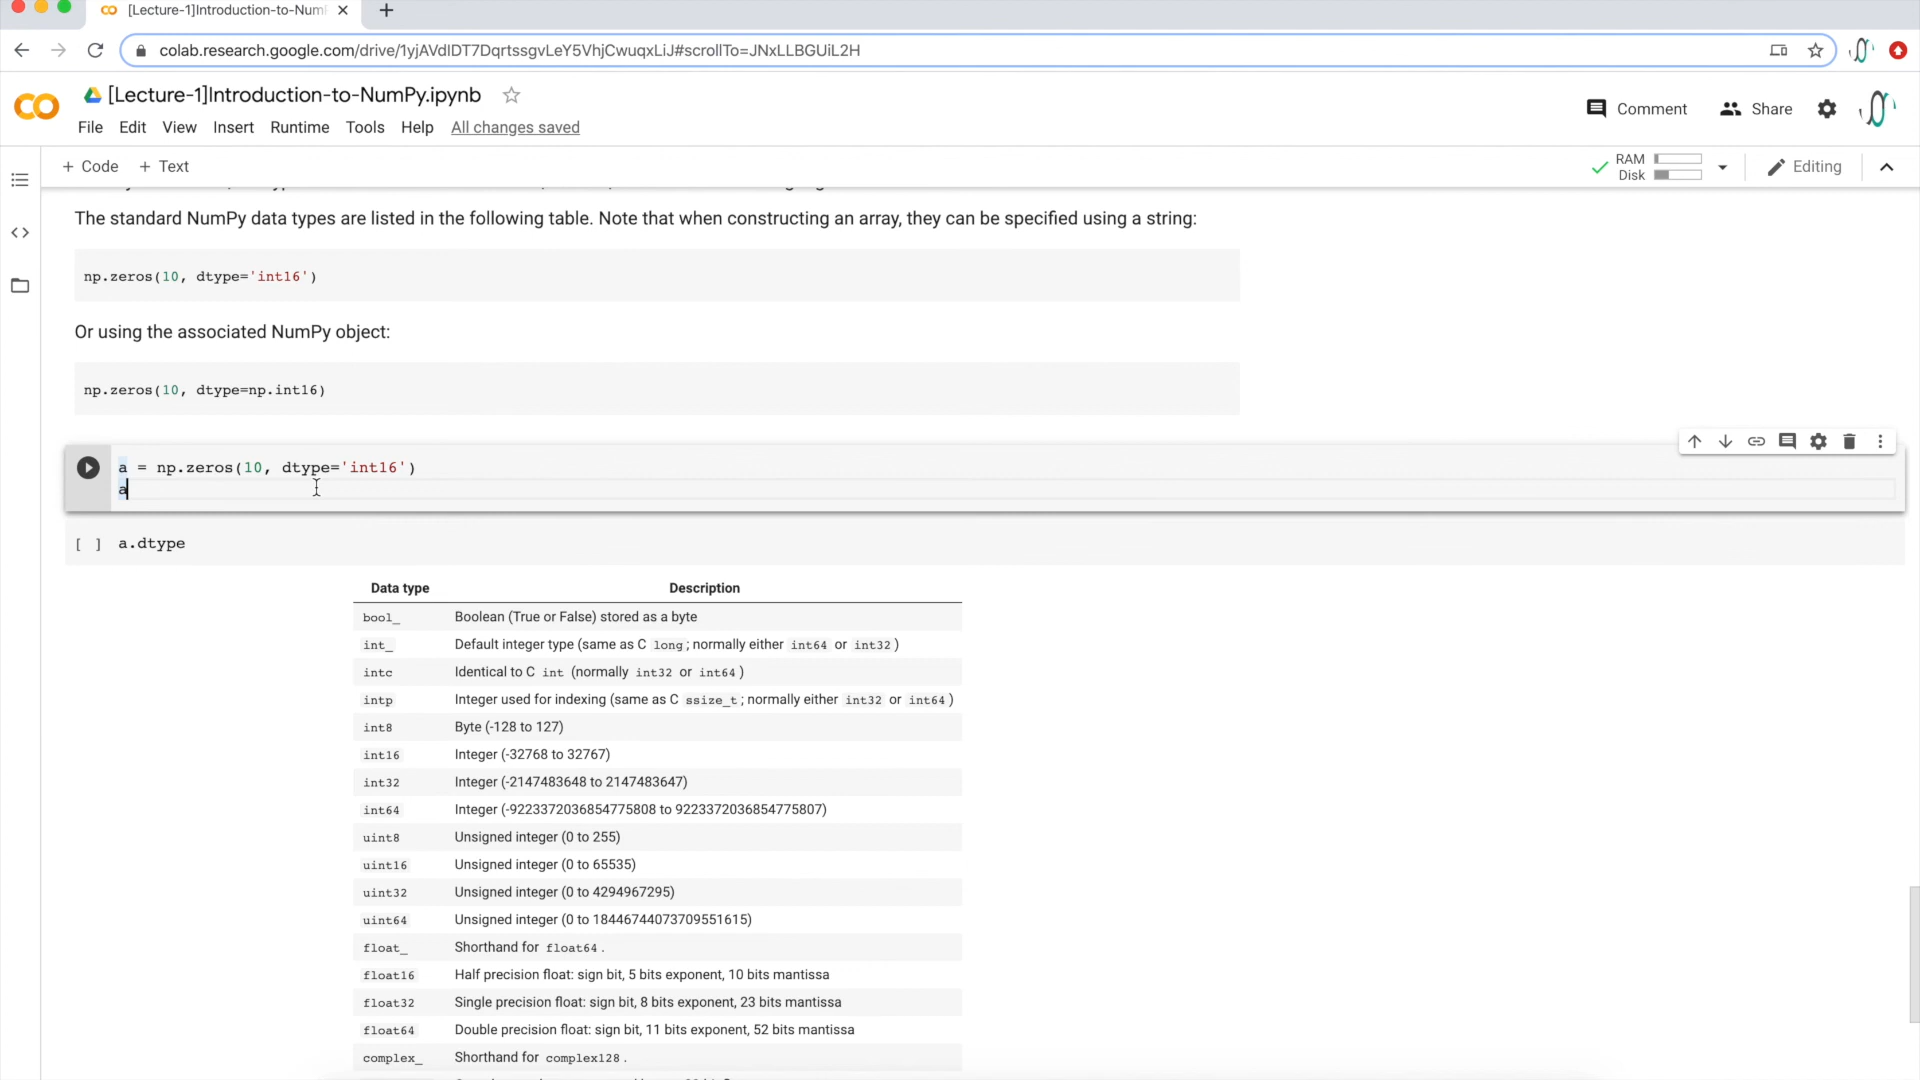 [Lecture-1]Introduction-to-Num
colab.research.google.com/drive/1yjAVdIDT7DqrtssgvLeY5VhjCwuqxLiJ#scrollTo=JNxLLBGUiL2H
[Lecture-1]Introduction-to-NumPy.ipynb
Comment Share
File Edit View Insert Runtime Tools Help All changes saved
+ Code + Text
RAM
Disk
Editing
The standard NumPy data types are listed in the following table. Note that when constructing an array, they can be specified using a string:
np.zeros(10, dtype='int16')
Or using the associated NumPy object:
np.zeros(10, dtype=np.int16)
a = np.zeros(10, dtype='int16')
a
[ ] a.dtype
Data type Description
bool_ Boolean (True or False) stored as a byte
int_ Default integer type (same as C long; normally either int64 or int32)
intc Identical to C int (normally int32 or int64)
intp Integer used for indexing (same as C ssize_t; normally either int32 or int64)
int8 Byte (-128 to 127)
int16 Integer (-32768 to 32767)
int32 Integer (-2147483648 to 2147483647)
int64 Integer (-9223372036854775808 to 9223372036854775807)
uint8 Unsigned integer (0 to 255)
uint16 Unsigned integer (0 to 65535)
uint32 Unsigned integer (0 to 4294967295)
uint64 Unsigned integer (0 to 18446744073709551615)
float_ Shorthand for float64.
float16 Half precision float: sign bit, 5 bits exponent, 10 bits mantissa
float32 Single precision float: sign bit, 8 bits exponent, 23 bits mantissa
float64 Double precision float: sign bit, 11 bits exponent, 52 bits mantissa
complex_ Shorthand for complex128.